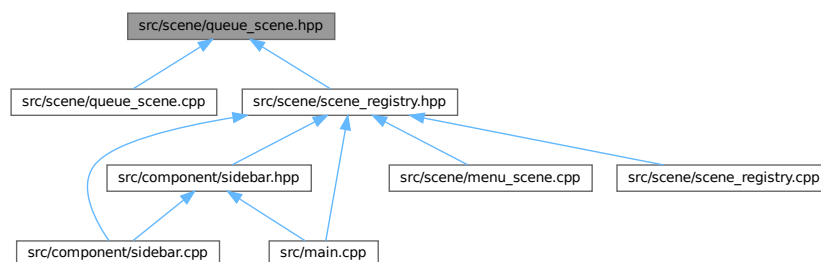 src/scene/queue_scene.hpp
src/scene/queue_scene.cpp
src/scene/scene_registry.hpp
src/component/sidebar.hpp
src/scene/menu_scene.cpp
src/scene/scene_registry.cpp
src/component/sidebar.cpp
src/main.cpp